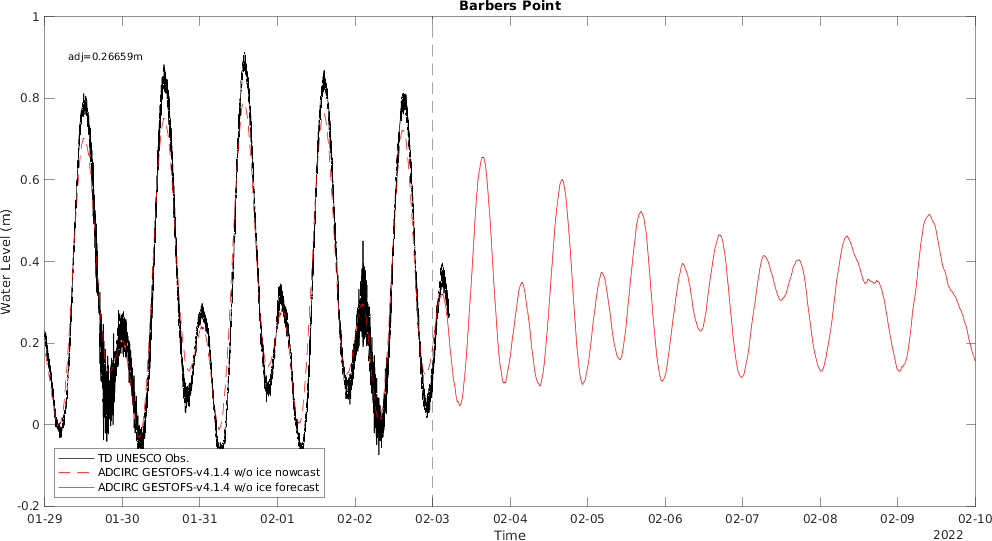 Barbers Point
adj=0.26659m
Water Level (m)
1
0.8
0.6
0.4
0.2
0
-0.2
TD UNESCO Obs.
ADCIRC GESTOFS-v4.1.4 w/o ice nowcast
ADCIRC GESTOFS-v4.1.4 w/o ice forecast
01-29 01-30 01-31 02-01 02-02 02-03 02-04 02-05 02-06 02-07 02-08 02-09 02-10
Time
2022